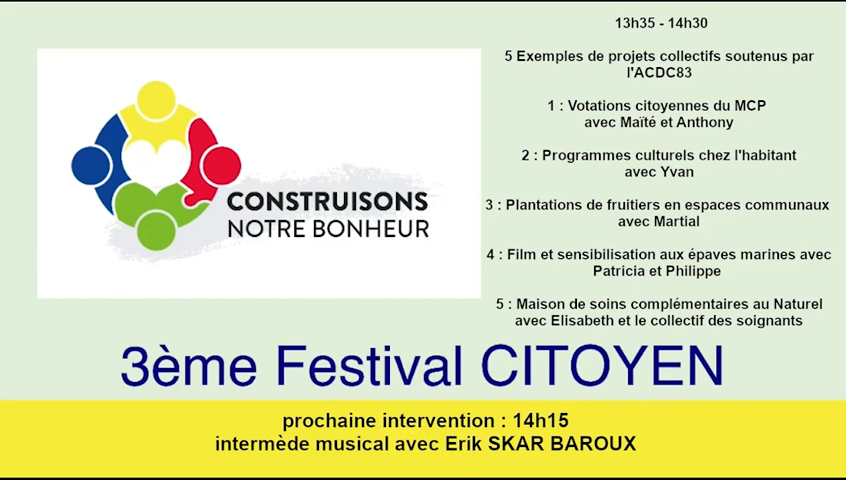 13h35 - 14h30
5 Exemples de projets collectifs soutenus par
l'ACDC83
1 : Votations citoyennes du MCP
avec Maïté et Anthony
2 : Programmes culturels chez l'habitant
avec Yvan
3 : Plantations de fruitiers en espaces communaux
avec Martial
4 : Film et sensibilisation aux épaves marines avec
Patricia et Philippe
5 : Maison de soins complémentaires au Naturel
avec Elisabeth et le collectif des soignants
CONSTRUISONS
NOTRE BONHEUR
3ème Festival CITOYEN
prochaine intervention : 14h15
intermède musical avec Erik SKAR BAROUX